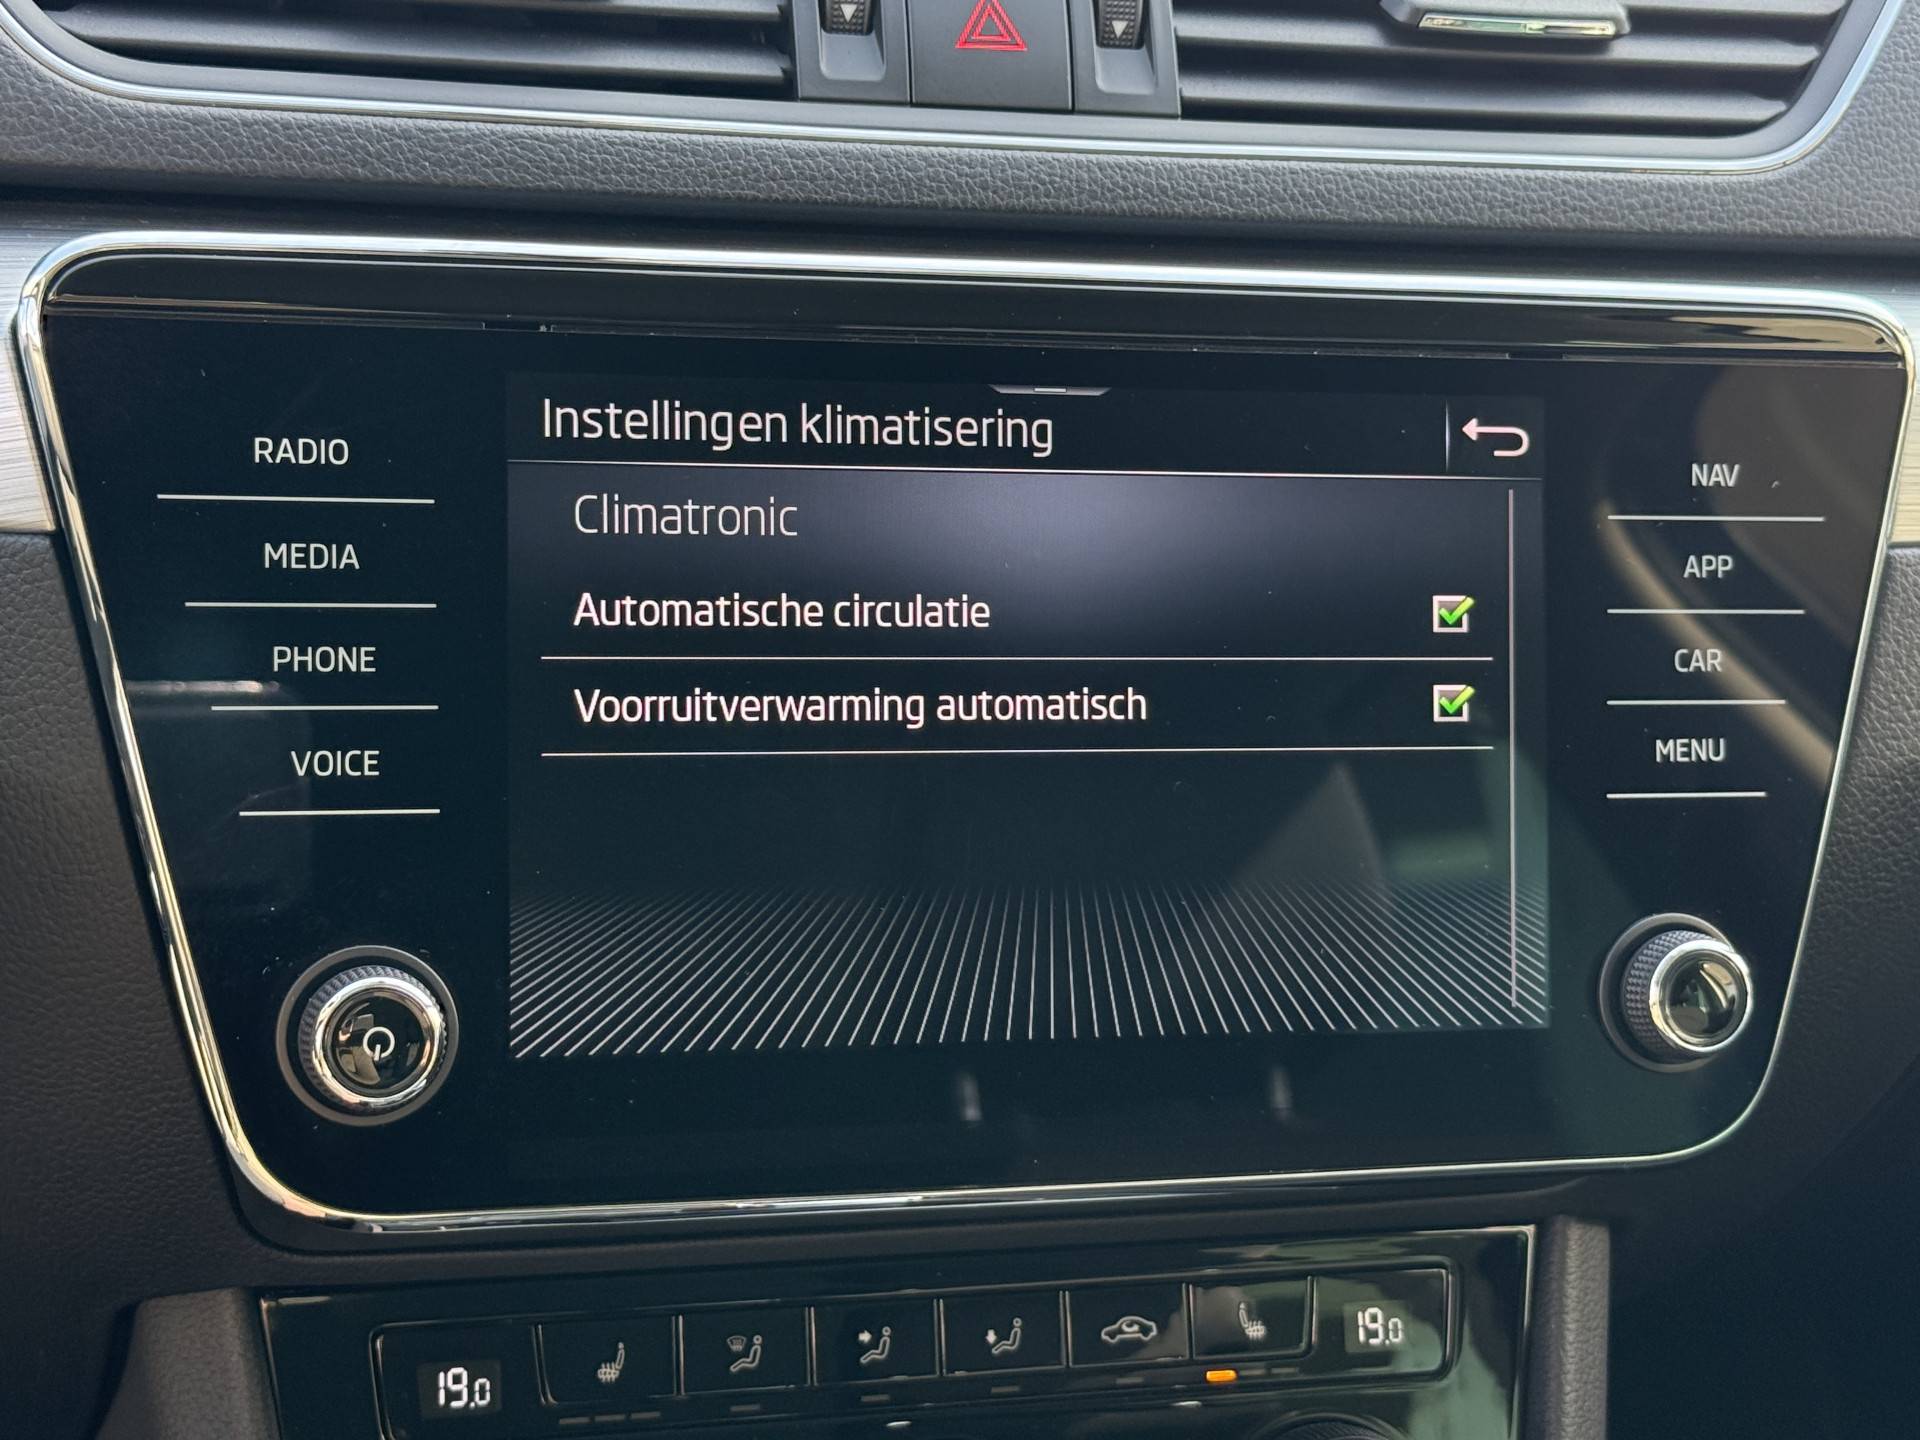 Instellingen klimatisering
RADIO
MEDIA
PHONE
VOICE
Climatronic
Automatische circulatie
Voorruitverwarming automatisch
NAV
APP
CAR
MENU
19.0
19.0